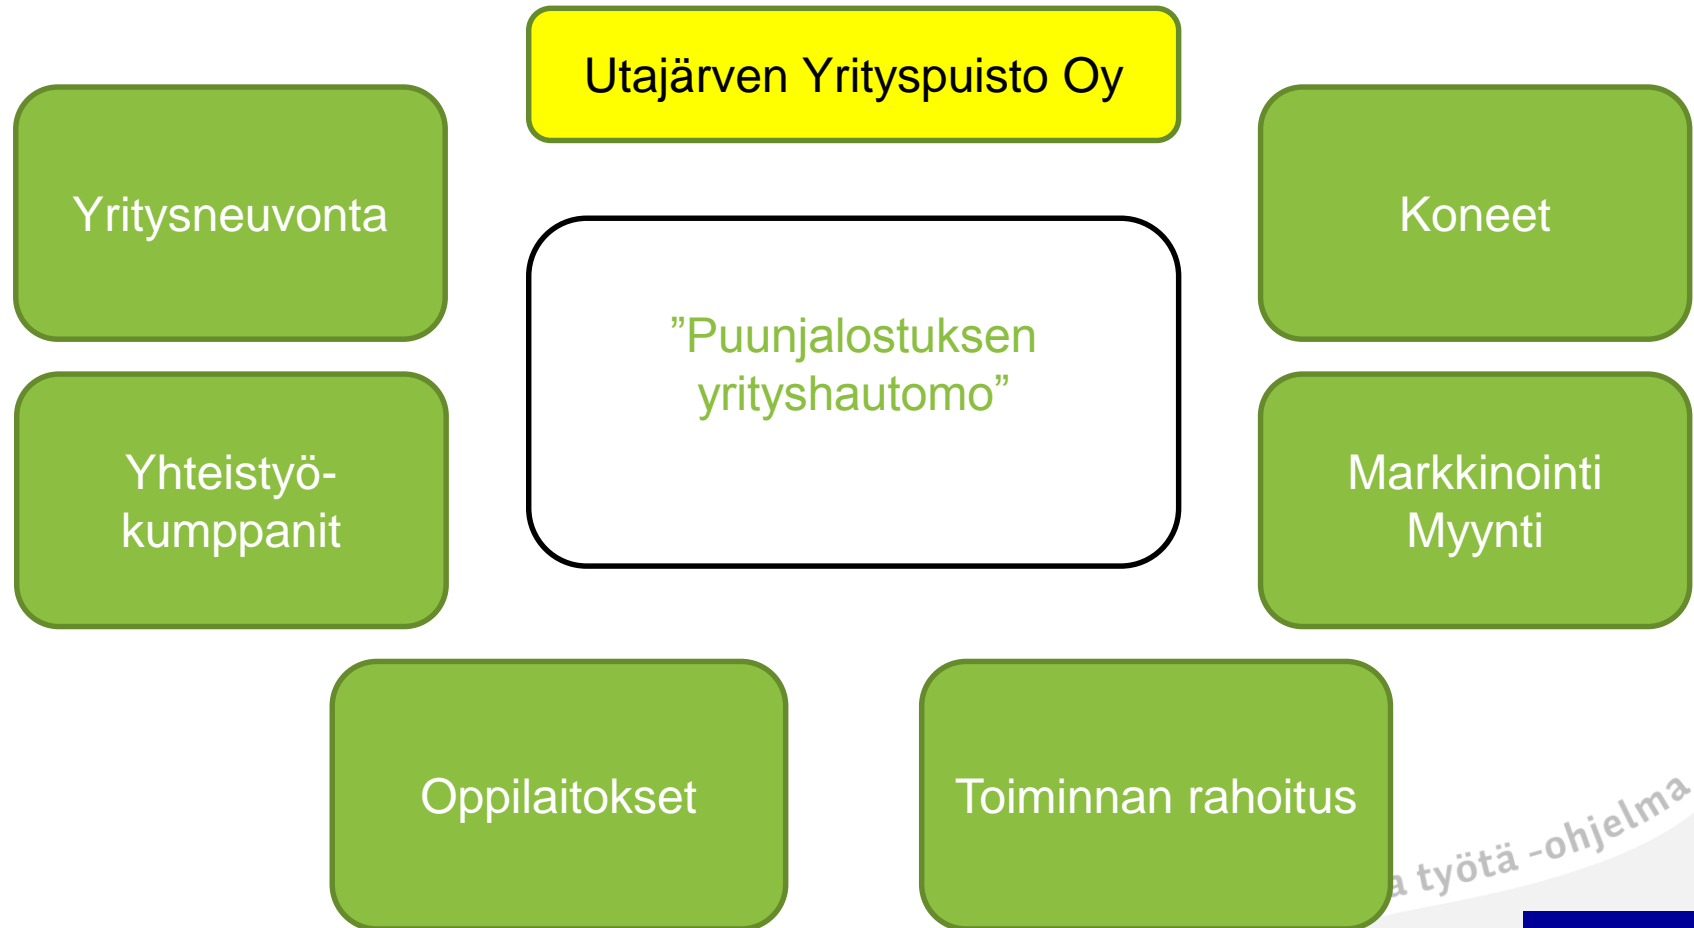 Utajärven Yrityspuisto Oy
Yritysneuvonta
Koneet
”Puunjalostuksen
yrityshautomo”
Yhteistyö-
kumppanit
Markkinointi
Myynti
Oppilaitokset
Toiminnan rahoitus
a työtä -ohjelma